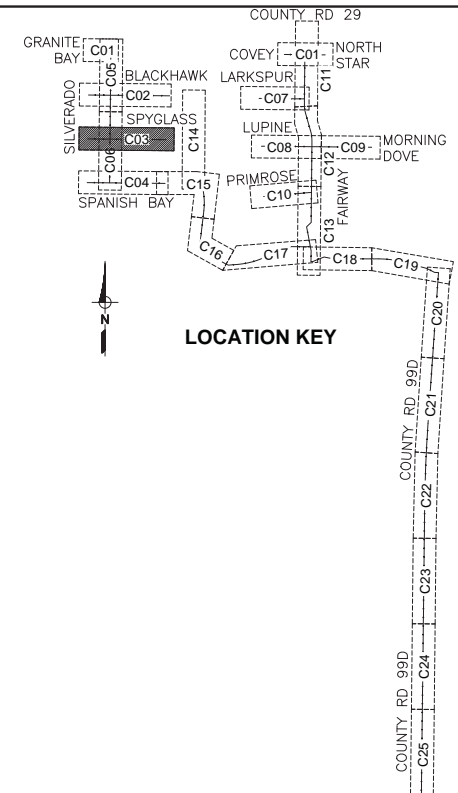 COUNTY RD 29
GRANITE
BAY
C01
C05
BLACKHAWK
C02
SILVERADO
SPYGLASS
C03
C06
C04
SPANISH BAY
C14
C15
C16
C17
COVEY
C01
NORTH
STAR
C11
LARKSPUR
C07
LUPINE
C08
C12
C09
MORNING
DOVE
PRIMROSE
C10
FAIRWAY
C13
C18
C19
N
LOCATION KEY
C20
COUNTY RD 99D
C21
C22
C23
COUNTY RD 99D
C24
C25